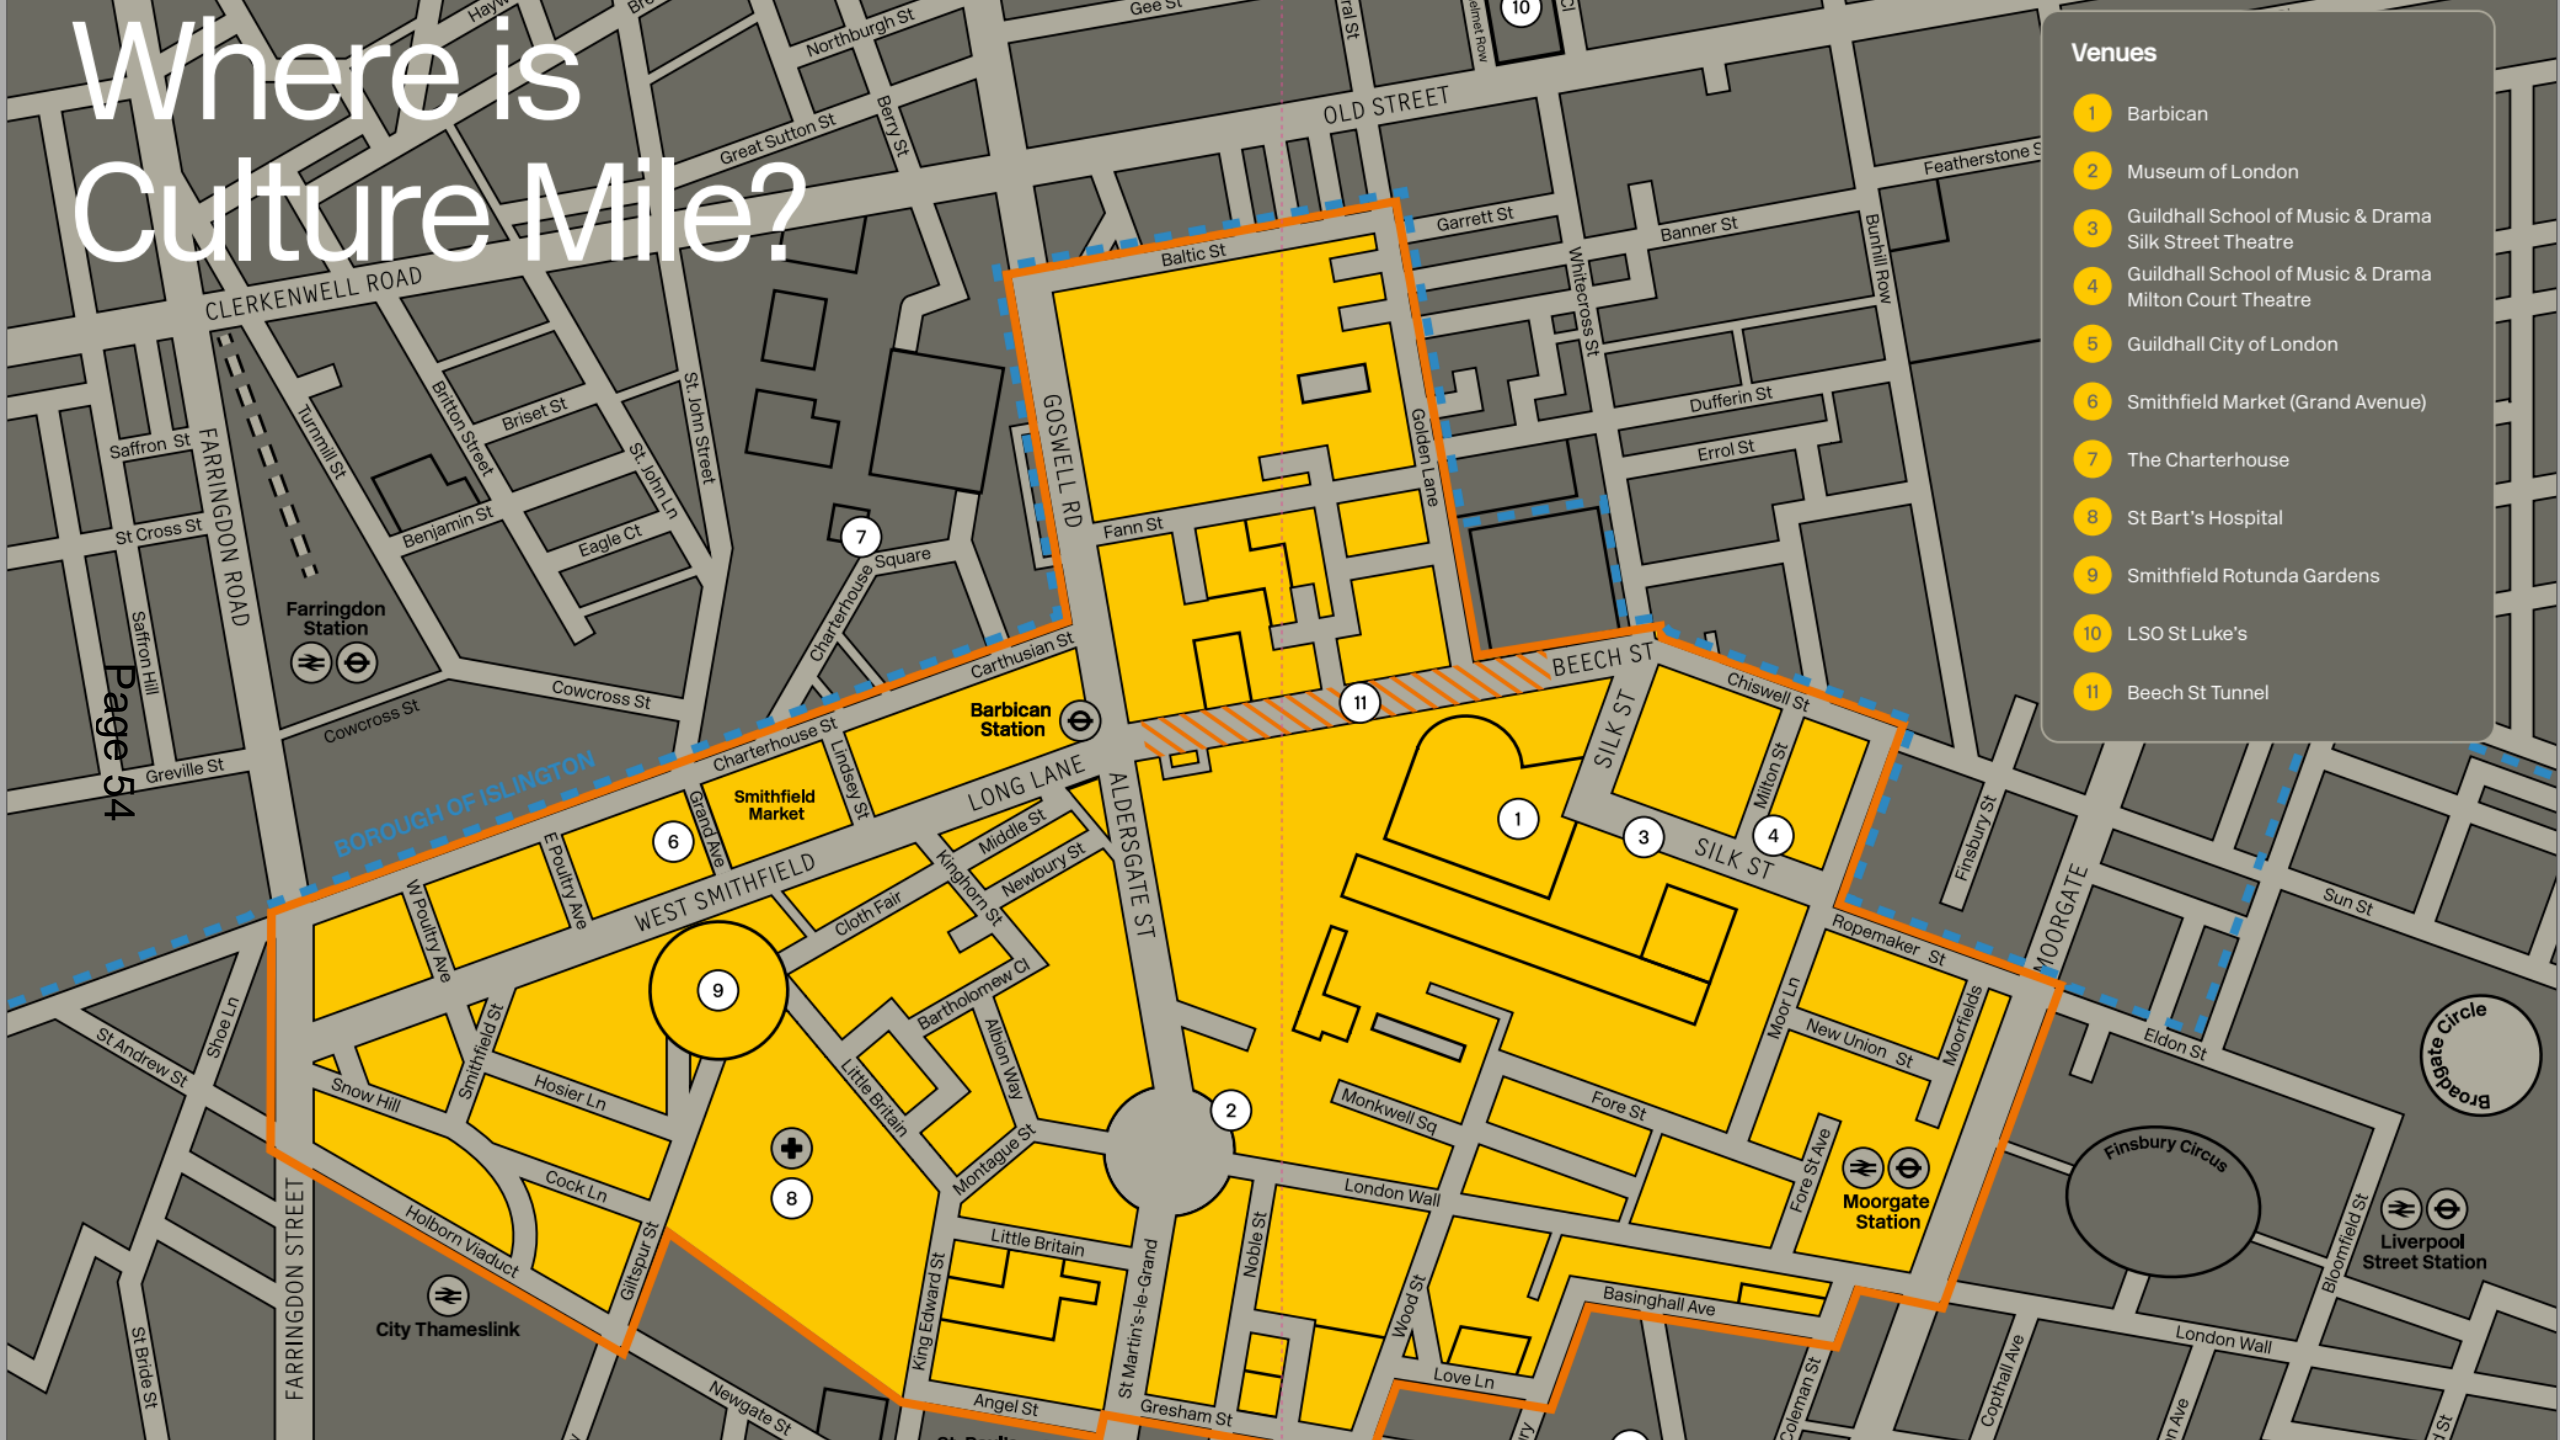 Where is
Culture Mile?
Venues
1 Barbican
2 Museum of London
3 Guildhall School of Music & Drama
Silk Street Theatre
4 Guildhall School of Music & Drama
Milton Court Theatre
5 Guildhall City of London
6 Smithfield Market (Grand Avenue)
7 The Charterhouse
8 St Bart's Hospital
9 Smithfield Rotunda Gardens
10 LSO St Luke's
11 Beech St Tunnel
10
Gee St
Northburgh St
Berry St
Great Sutton St
OLD STREET
Featherstone
Garrett St
Banner St
Bunhill Row
Whitecross St
Baltic St
CLERKENWELL ROAD
GOSWELL RD
Golden Lane
Dufferin St
Errol St
Fann St
St. John Street
St. John Ln
Britton Street
Briset St
Turnmill St
Benjamin St
Eagle Ct
Saffron St
St Cross St
Saffron Hill
FARRINGDON ROAD
Farringdon
Station
7
Charterhouse Square
Cowcross St
Cowcross St
Greville St
Page 54
BOROUGH OF ISLINGTON
Carthusian St
Charterhouse St
Barbican
Station
11
BEECH ST
Chiswell St
SILK ST
Milton St
Lindsey St
Smithfield
Market
Grand Ave
6
E Poultry Ave
W Poultry Ave
LONG LANE
WEST SMITHFIELD
Middle St
Newbury St
Kinghorn St
Cloth Fair
ALDERSGATE ST
1
3
4
SILK ST
Finsbury St
MOORGATE
Sun St
Ropemaker St
9
Bartholomew Cl
Albion Way
Little Britain
Montague St
2
Moor Ln
New Union St
Moorfields
Eldon St
Broadgate Circle
Finsbury Circus
Shoe Ln
St Andrew St
Snow Hill
Smithfield St
Hosier Ln
Cock Ln
Holborn Viaduct
Giltspur St
8
Monkwell Sq
Fore St
Fore St Ave
Moorgate
Station
London Wall
Little Britain
King Edward St
St Martin's-le-Grand
Noble St
Wood St
Basinghall Ave
Love Ln
Angel St
Gresham St
FARRINGDON STREET
City Thameslink
St Bride St
Newgate St
Coleman St
Copthall Ave
London Wall
Bloomfield St
Liverpool
Street Station